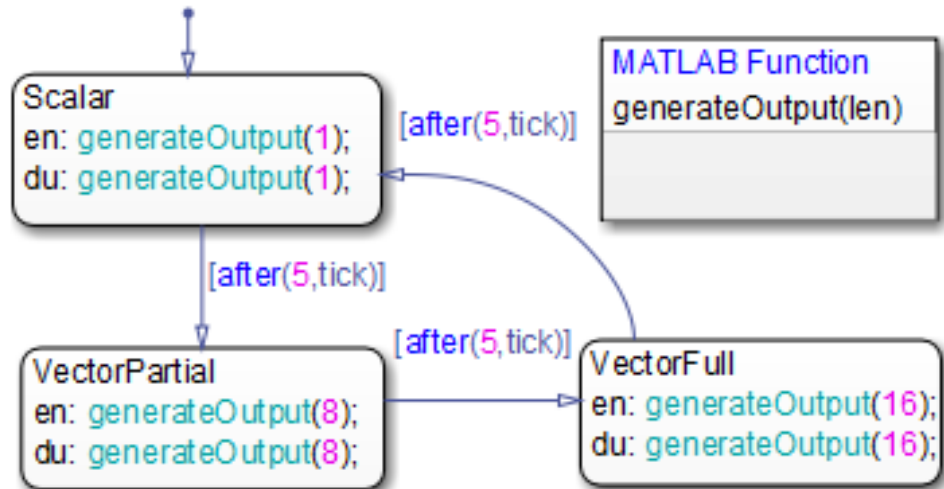 Scalar
en: generateOutput(1);
du: generateOutput(1);
[after(5,tick)]
MATLAB Function
generateOutput(len)
[after(5,tick)]
VectorPartial
en: generateOutput(8);
du: generateOutput(8);
[after(5,tick)]
VectorFull
en: generateOutput(16);
du: generateOutput(16);